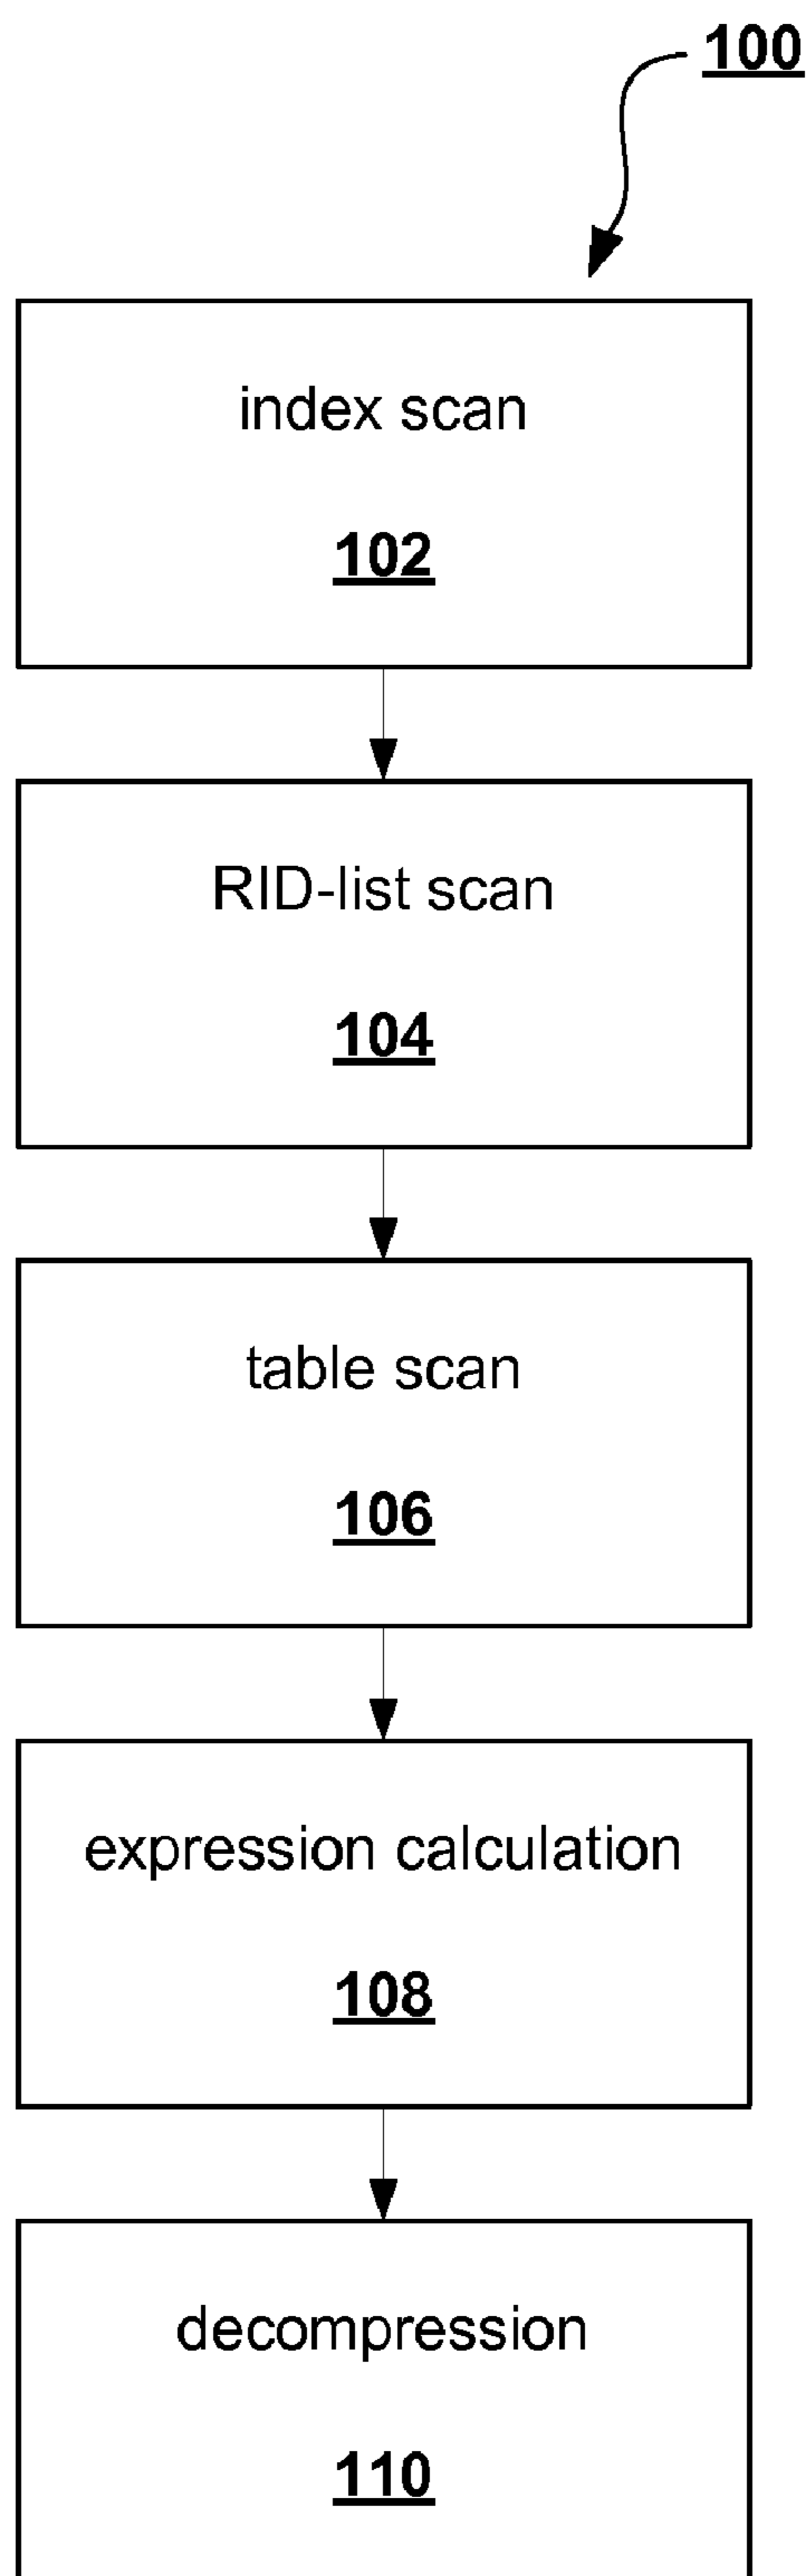 100
index scan
102
RID-list scan
104
table scan
106
expression calculation
108
decompression
110